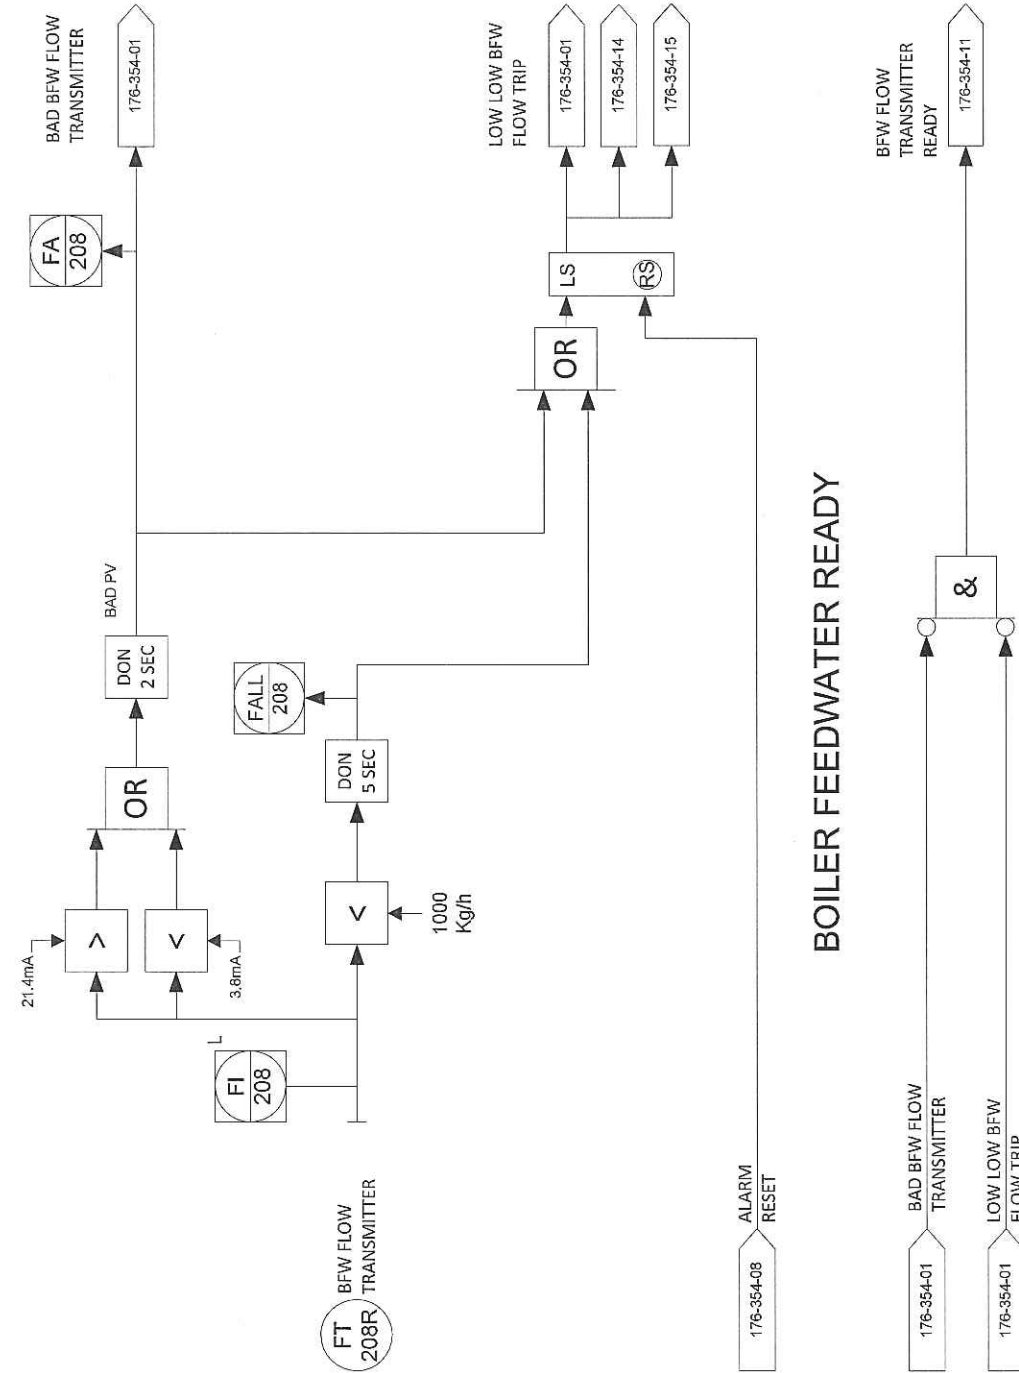 21.4mA
>
OR
DON
2 SEC
BAD PV
FA
208
BAD BFW FLOW
TRANSMITTER
176-354-01
<
3.8mA
L
FI
208
FALL
208
FT
208R
BFW FLOW
TRANSMITTER
<
1000
Kg/h
DON
5 SEC
OR
LS
RS
LOW LOW BFW
FLOW TRIP
176-354-01
176-354-14
176-354-15
176-354-08
ALARM
RESET
BOILER FEEDWATER READY
176-354-01
BAD BFW FLOW
TRANSMITTER
176-354-01
LOW LOW BFW
FLOW TRIP
&
BFW FLOW
TRANSMITTER
READY
176-354-11